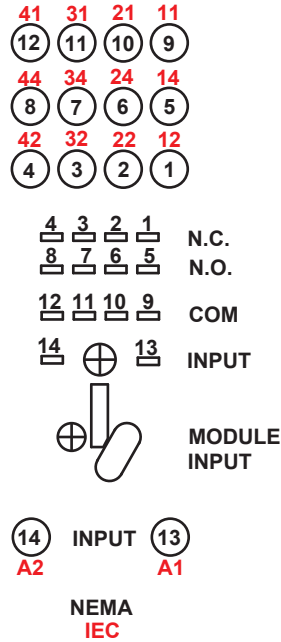 41 31 21 11
12 11 10 9
44 34 24 14
8 7 6 5
42 32 22 12
4 3 2 1
4 3 2 1 N.C.
8 7 6 5 N.O.
12 11 10 9 COM
14 13 INPUT
MODULE
INPUT
14 INPUT 13
A2 A1
NEMA
IEC